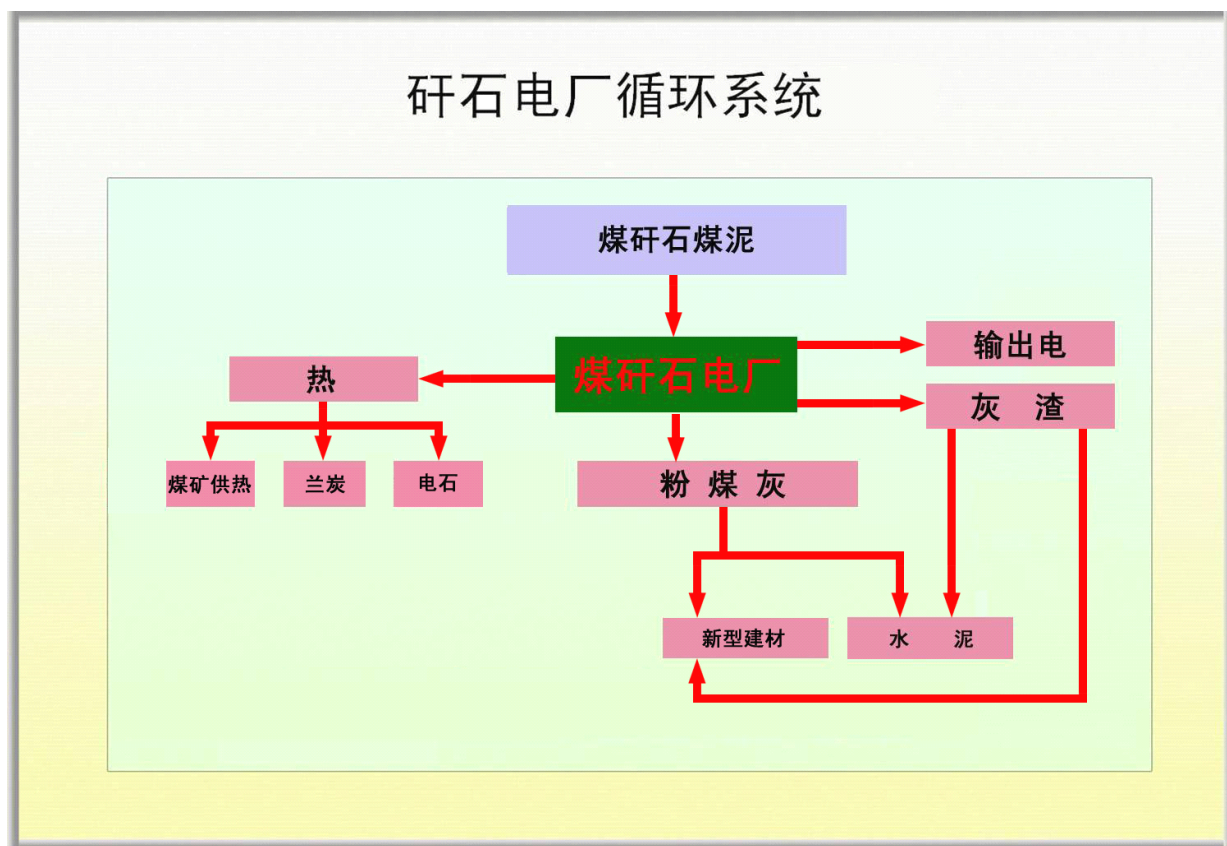 矸石电厂循环系统
煤矸石煤泥
输出电
煤矸石电厂
热
灰 渣
煤矿供热
兰炭
电石
粉 煤 灰
新型建材
水 泥